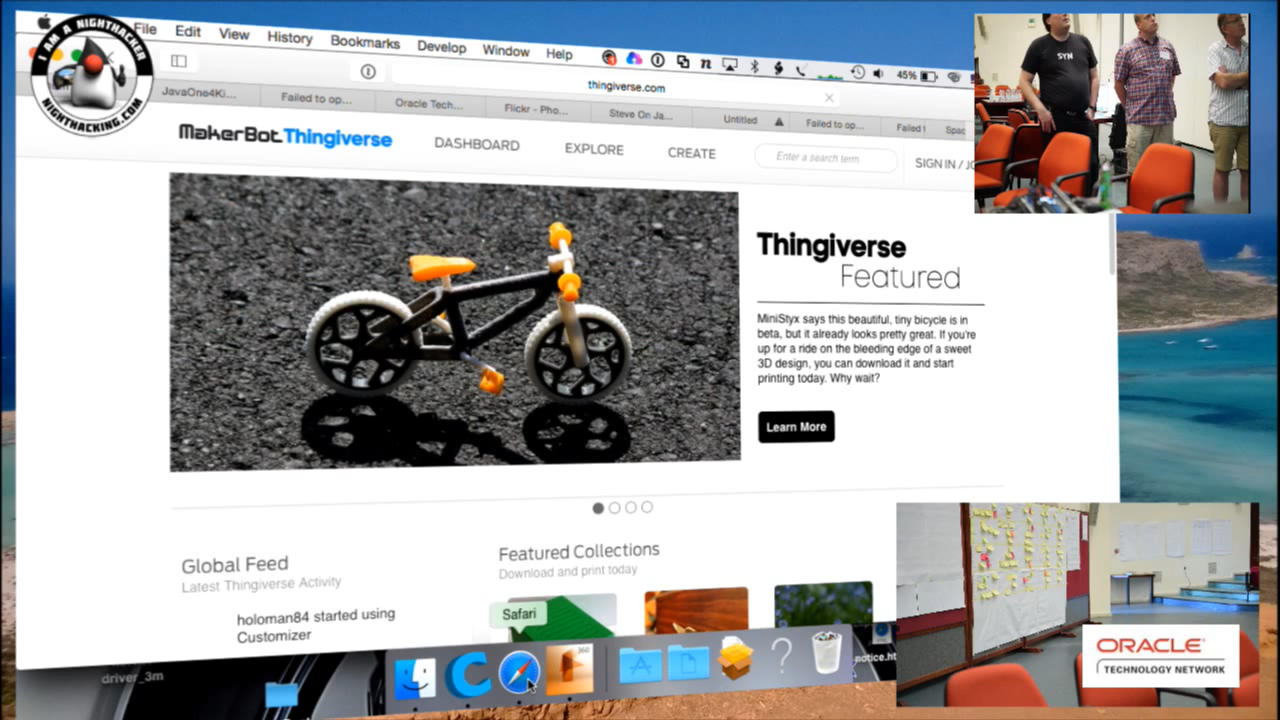 I AM A NIGHTHACKER
NIGHTHACKING.COM
File Edit View History Bookmarks Develop Window Help
45%
thingiverse.com
JavaOne4Ki... Failed to op... Oracle Tech... Flickr - Pho... Steve On Ja... Untitled Failed to op... Failed Spac
MakerBot Thingiverse
DASHBOARD EXPLORE CREATE Enter a search term SIGN IN / JO
SYN
Thingiverse
Featured
MiniStyx says this beautiful, tiny bicycle is in
beta, but it already looks pretty great. If you're
up for a ride on the bleeding edge of a sweet
3D design, you can download it and start
printing today. Why wait?
Learn More
Global Feed
Latest Thingiverse Activity
holoman84 started using
Customizer
Featured Collections
Download and print today
Safari
360
driver_3m
notice.ht
ORACLE
TECHNOLOGY NETWORK